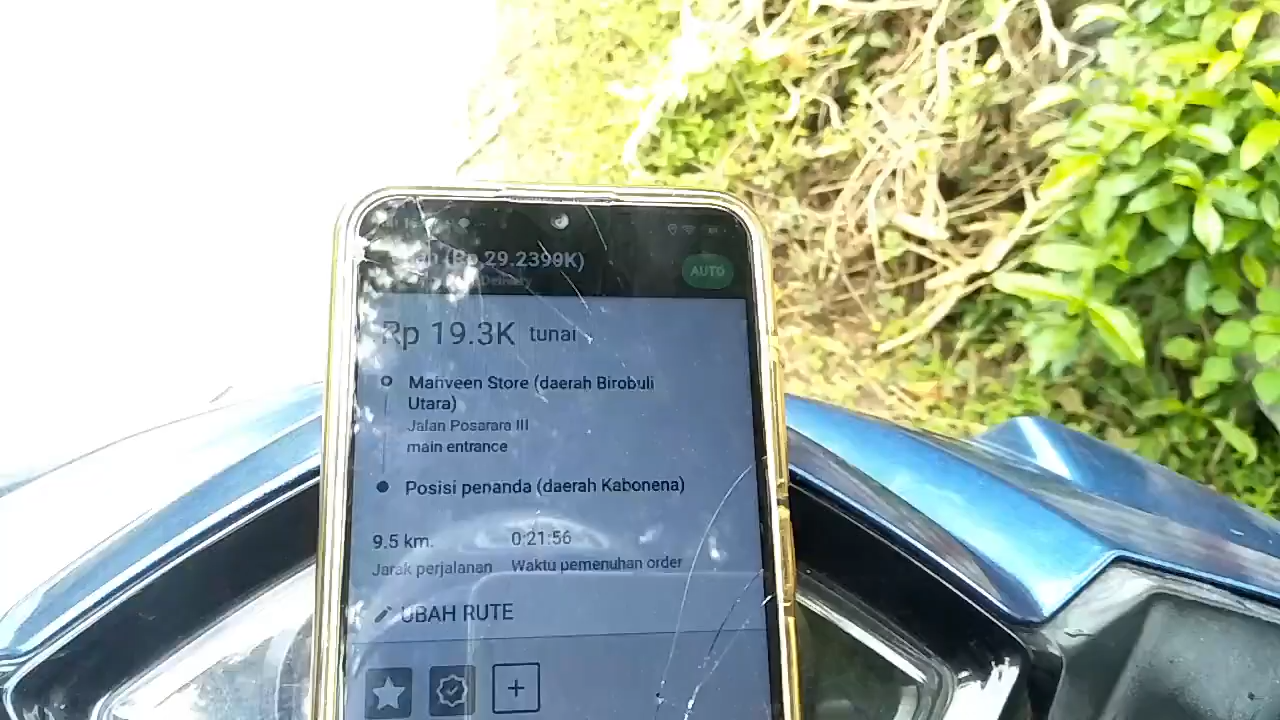 (Rp 29.2399K)
AUTO
Delivery
Rp 19.3K tunai
Mahveen Store (daerah Birobuli
Utara)
Jalan Posarara III
main entrance
Posisi penanda (daerah Kabonena)
9.5 km.
0:21:56
Jarak perjalanan
Waktu pemenuhan order
UBAH RUTE